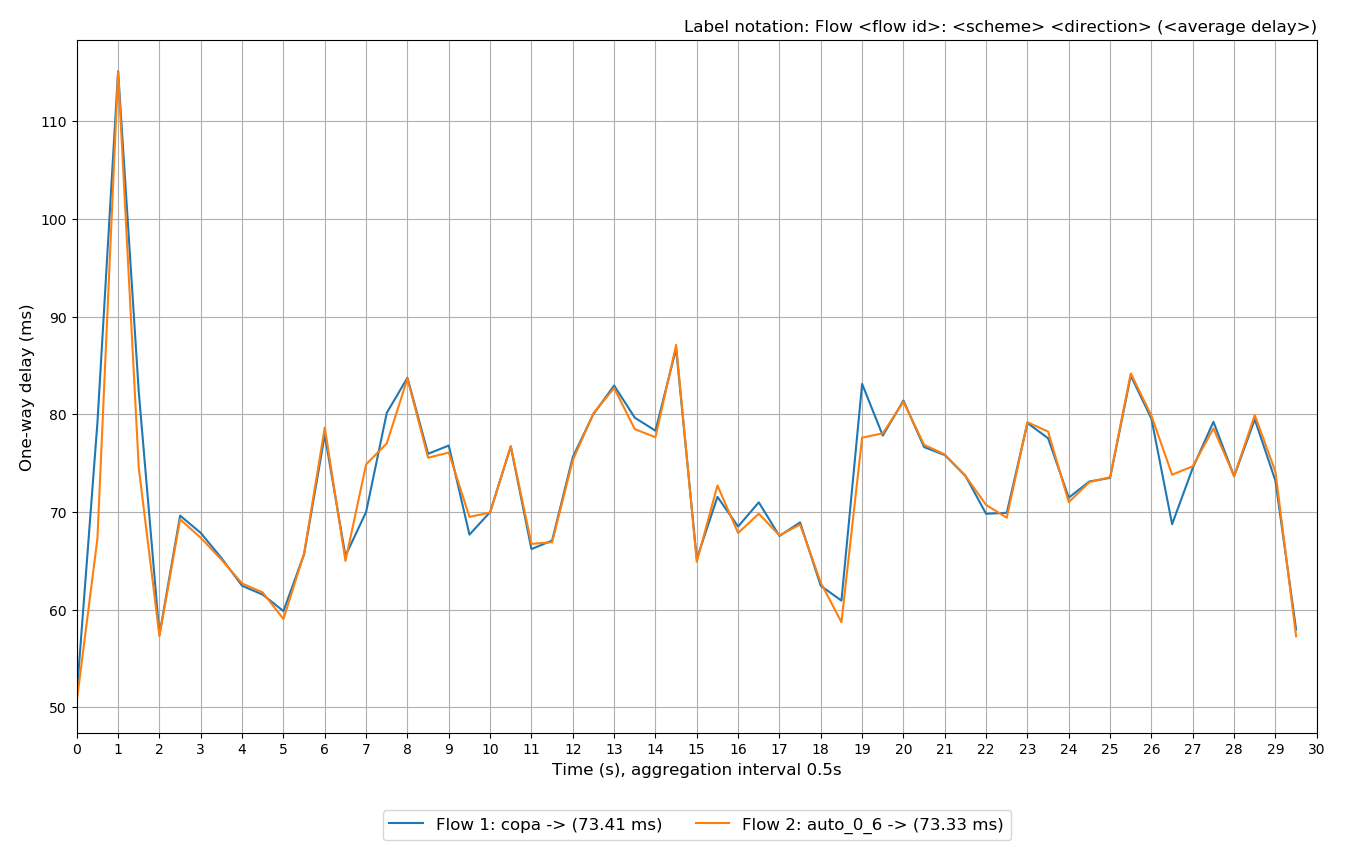 Label notation: Flow <flow id>: <scheme> <direction> (<average delay>)
110
100
90
80
70
60
50
One-way delay (ms)
0 1 2 3 4 5 6 7 8 9 10 11 12 13 14 15 16 17 18 19 20 21 22 23 24 25 26 27 28 29 30
Time (s), aggregation interval 0.5s
Flow 1: copa -> (73.41 ms) Flow 2: auto_0_6 -> (73.33 ms)